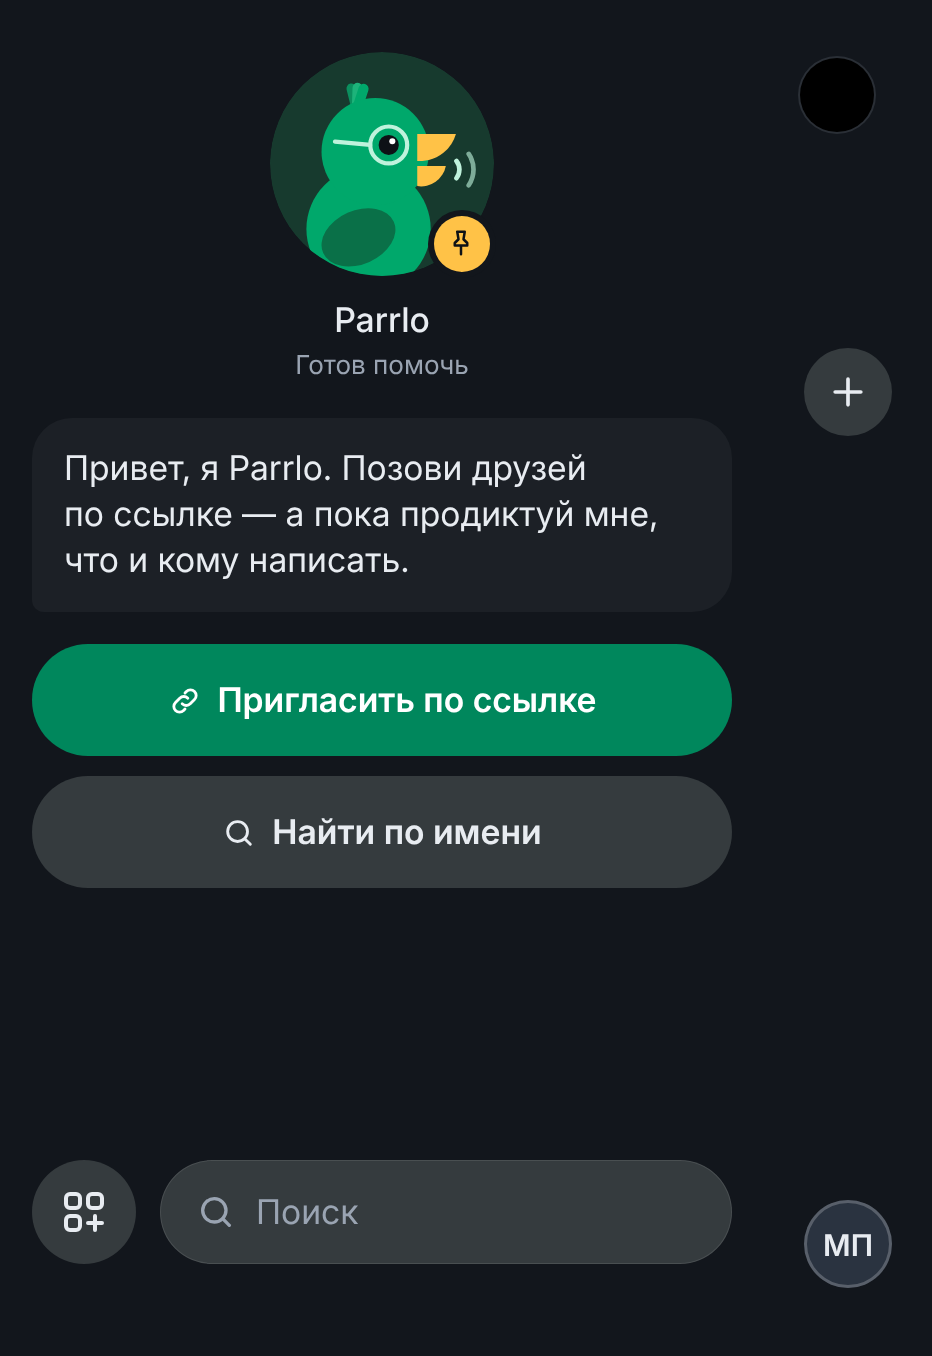 Parrlo
Готов помочь
Привет, я Parrlo. Позови друзей
по ссылке — а пока продиктуй мне,
что и кому написать.
Пригласить по ссылке
Найти по имени
Поиск
МП